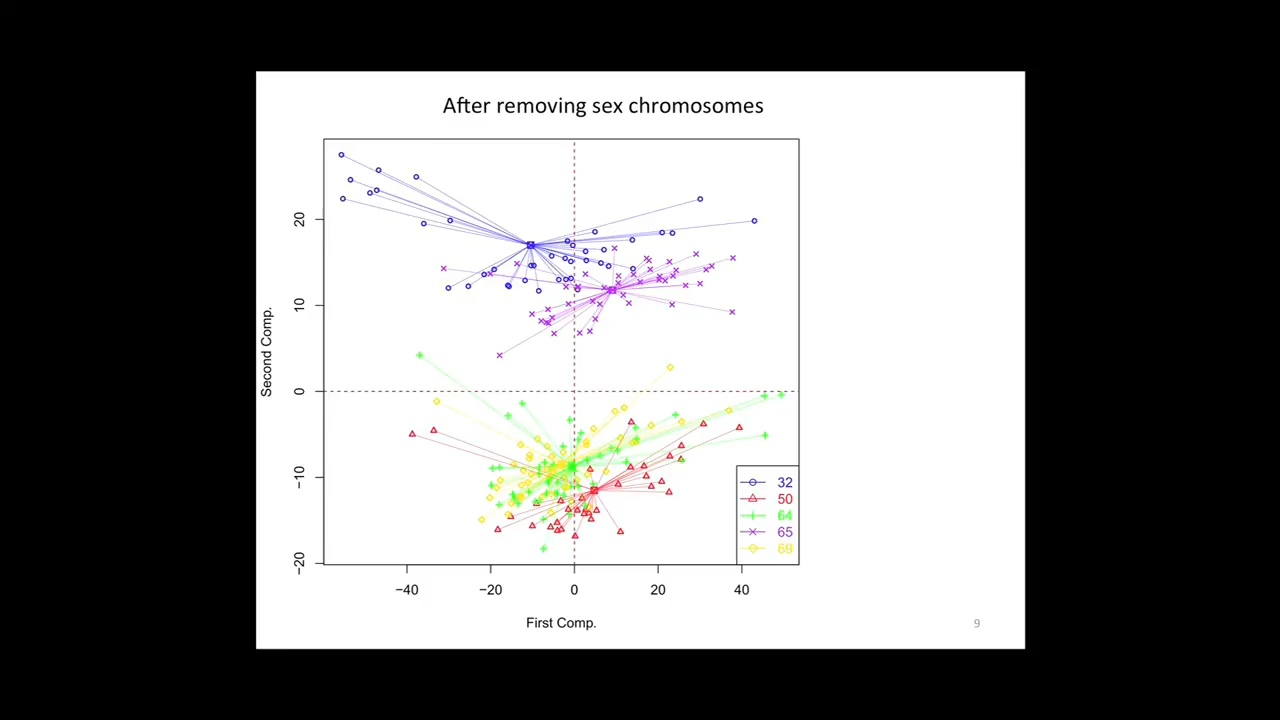 After removing sex chromosomes
Second Comp.
20
10
0
−10
−20
32
50
64
65
69
−40 −20 0 20 40
First Comp.
9